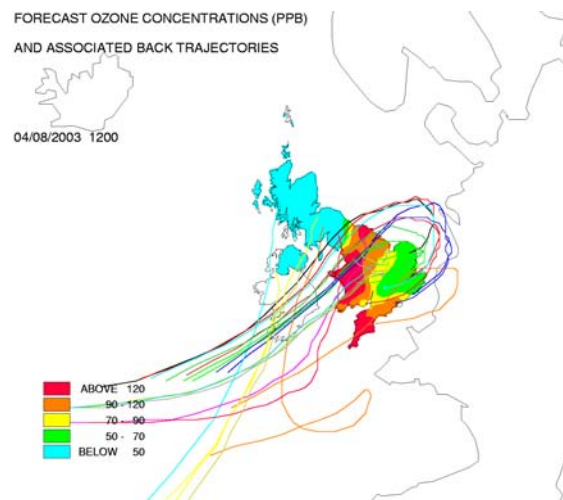 FORECAST OZONE CONCENTRATIONS (PPB)
AND ASSOCIATED BACK TRAJECTORIES
04/08/2003 1200
ABOVE 120
90 - 120
70 - 90
50 - 70
BELOW 50